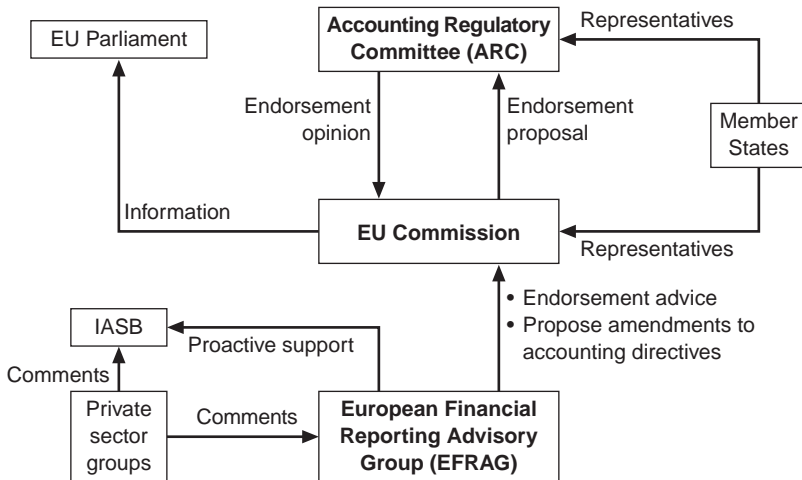 EU Parliament
Accounting Regulatory
Committee (ARC)
Representatives
Endorsement
opinion
Endorsement
proposal
Member
States
Information
EU Commission
Representatives
• Endorsement advice
• Propose amendments to
accounting directives
IASB
Proactive support
Comments
Private
sector
groups
Comments
European Financial
Reporting Advisory
Group (EFRAG)